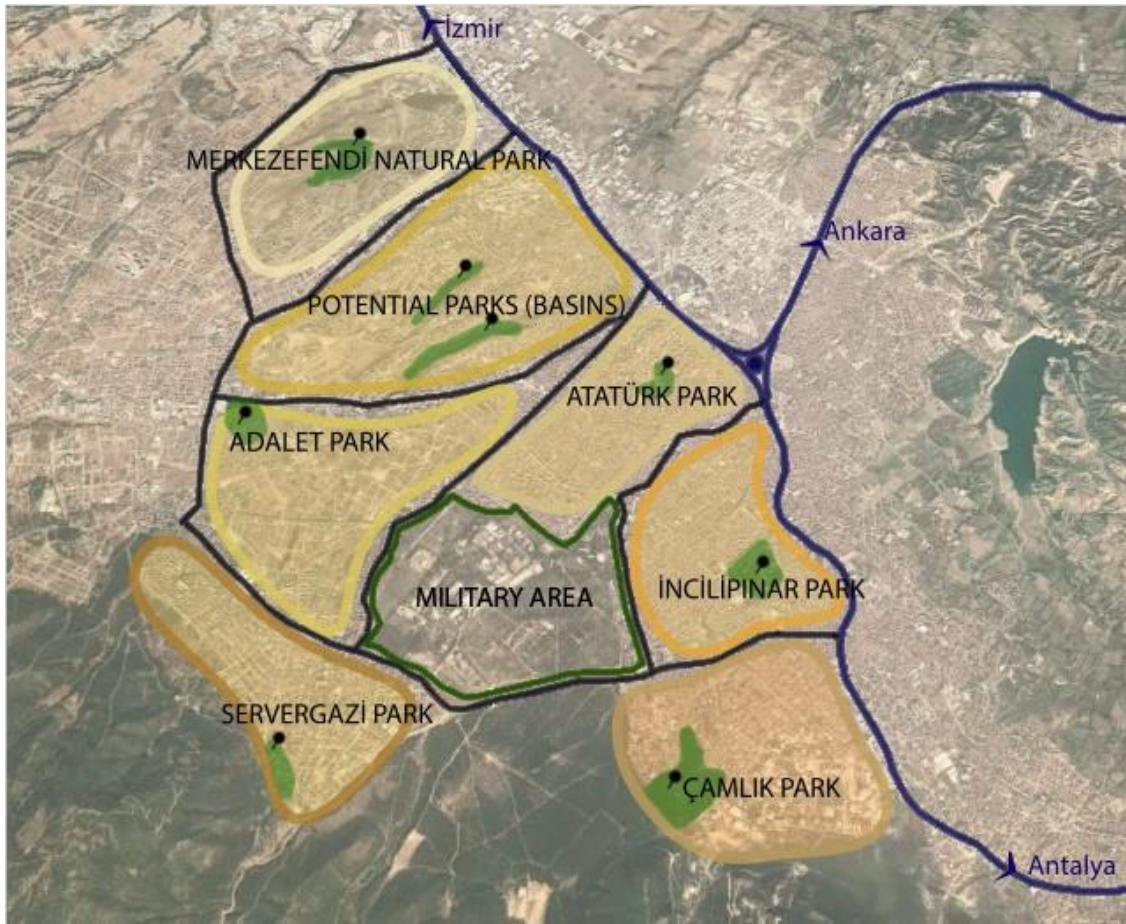 İzmir
MERKEZEFENDİ NATURAL PARK
Ankara
POTENTIAL PARKS (BASINS)
ATATÜRK PARK
ADALET PARK
MILITARY AREA
İNCİLİPINAR PARK
SERVERGAZİ PARK
ÇAMLIK PARK
Antalya